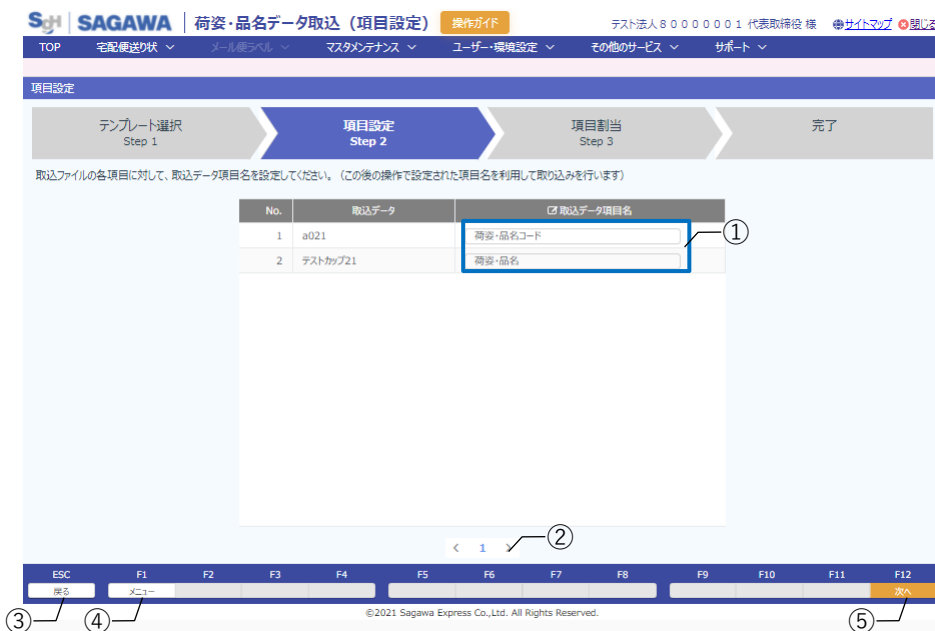 SGH SAGAWA 荷姿・品名データ取込（項目設定） 操作ガイド テスト法人８０００００００１ 代表取締役 様 サイトマップ 閉じる
TOP 宅配便送り状 メール便ラベル マスタメンテナンス ユーザー・環境設定 その他のサービス サポート
項目設定
テンプレート選択 項目設定 項目割当 完了
Step 1 Step 2 Step 3
取込ファイルの各項目に対して、取込データ項目名を設定してください。（この後の操作で設定された項目名を利用して取り込みを行います）
No. 取込データ 取込データ項目名
1 a021 荷姿・品名コード ①
2 テストカップ21 荷姿・品名
< 1 > ②
ESC F1 F2 F3 F4 F5 F6 F7 F8 F9 F10 F11 F12
戻る メニュー 次へ
©2021 Sagawa Express Co.,Ltd. All Rights Reserved.
③ ④ ⑤